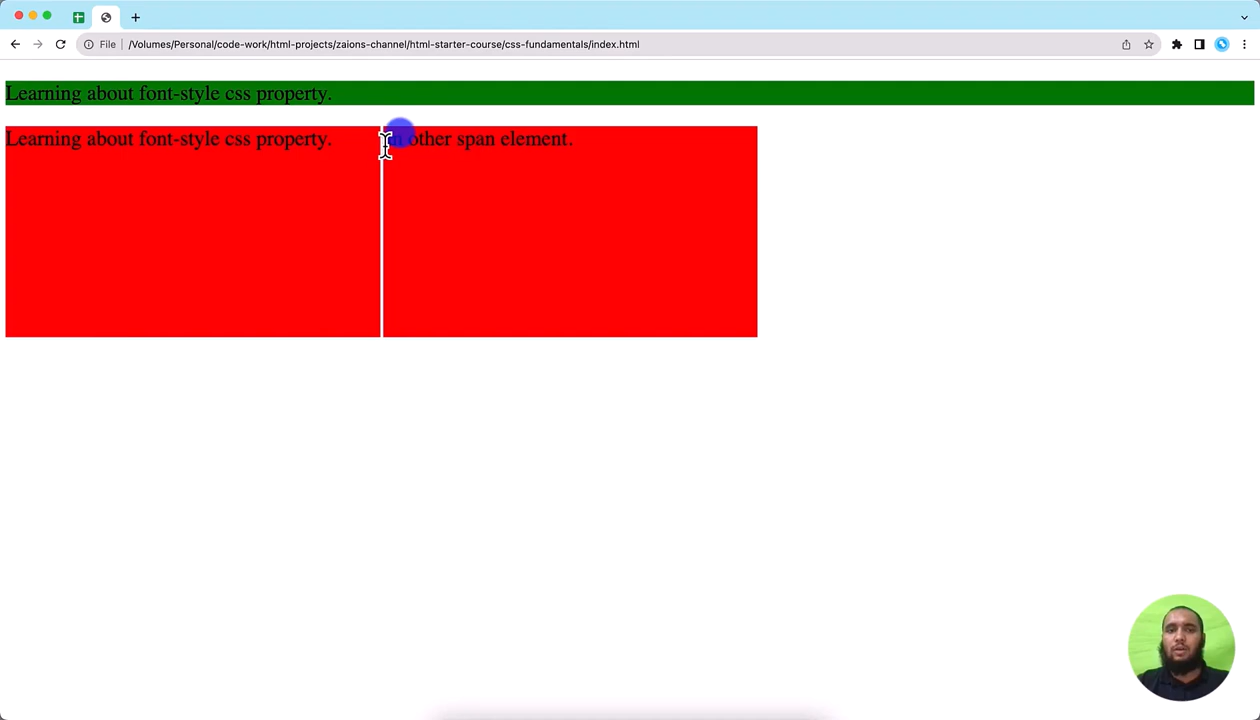 File
/Volumes/Personal/code-work/html-projects/zaions-channel/html-starter-course/css-fundamentals/index.html
Learning about font-style css property.
Learning about font-style css property.
other span element.